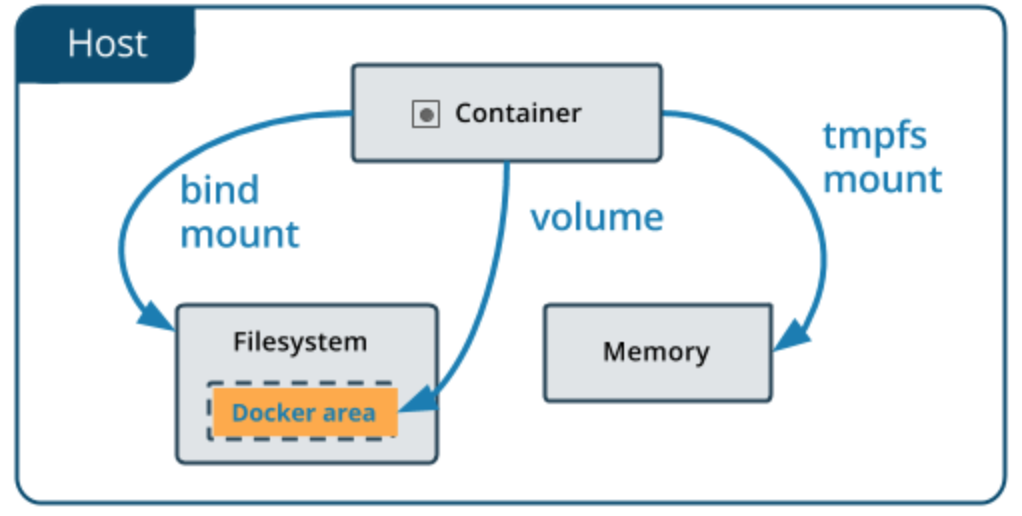 Host
Container
bind
mount
volume
tmpfs
mount
Filesystem
Docker area
Memory